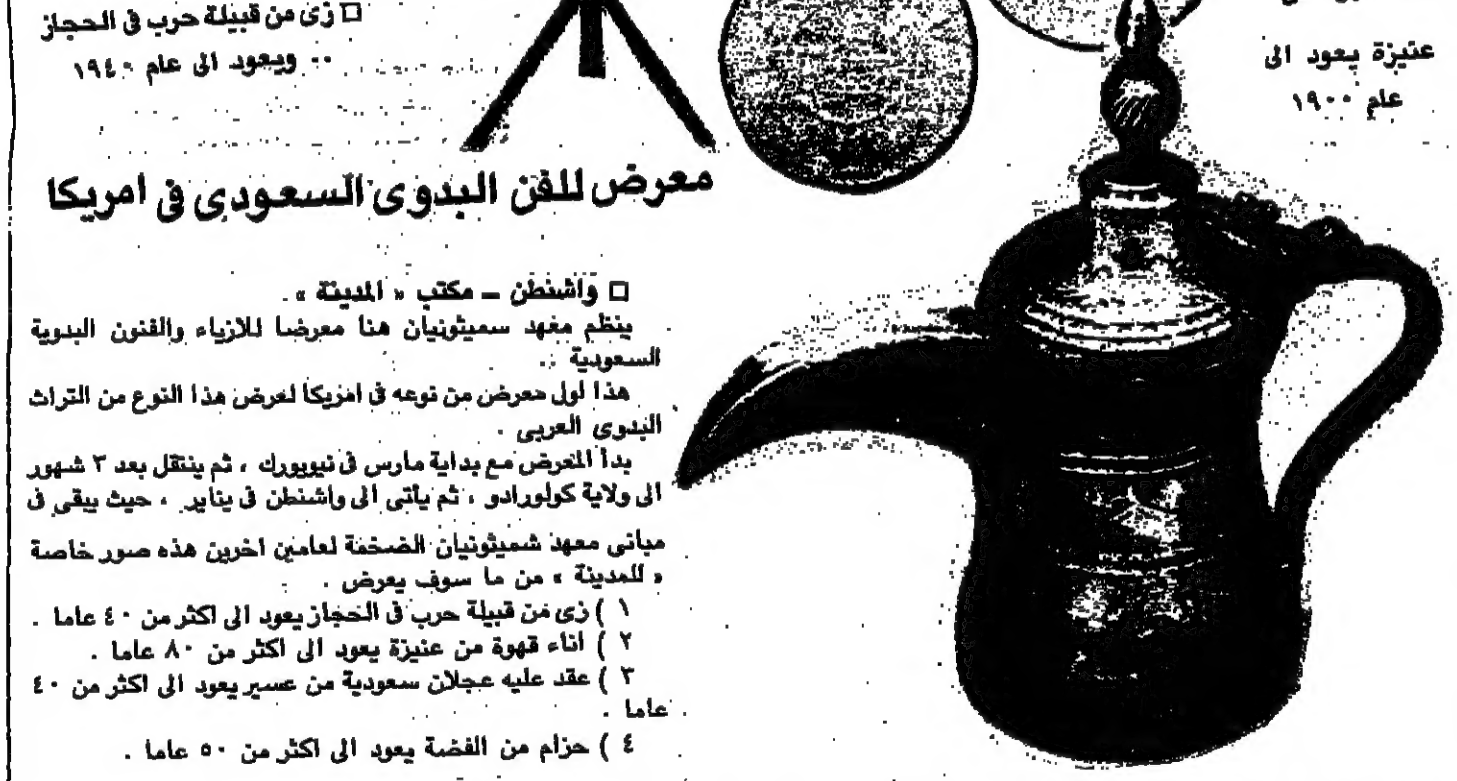 □ زى من قبيلة حرب فى الحجاز
.. ويعود الى عام ١٩٤٠
عنيزة يعود الى
عام ١٩٠٠
معرض للفن البدوى السعودى فى امريكا
□ واشنطن ــ مكتب « المدينة » .
ينظم معهد سميثونيان هنا معرضا للازياء والفنون البدوية
السعودية ..
هذا اول معرض من نوعه فى امريكا لعرض هذا النوع من التراث
البدوى العربى .
بدأ المعرض مع بداية مارس فى نيويورك ، ثم ينتقل بعد ٣ شهور
الى ولاية كولورادو ، ثم يأتى الى واشنطن فى يناير ، حيث يبقى فى
مبانى معهد شميثونيان الضخمة لعامين اخرين هذه صور خاصة
« للمدينة » من ما سوف يعرض .
١ ) زى من قبيلة حرب فى الحجاز يعود الى اكثر من ٤٠ عاما .
٢ ) اناء قهوة من عنيزة يعود الى اكثر من ٨٠ عاما .
٣ ) عقد عليه عجلان سعودية من عسير يعود الى اكثر من ٤٠
عاما .
٤ ) حزام من الفضة يعود الى اكثر من ٥٠ عاما .